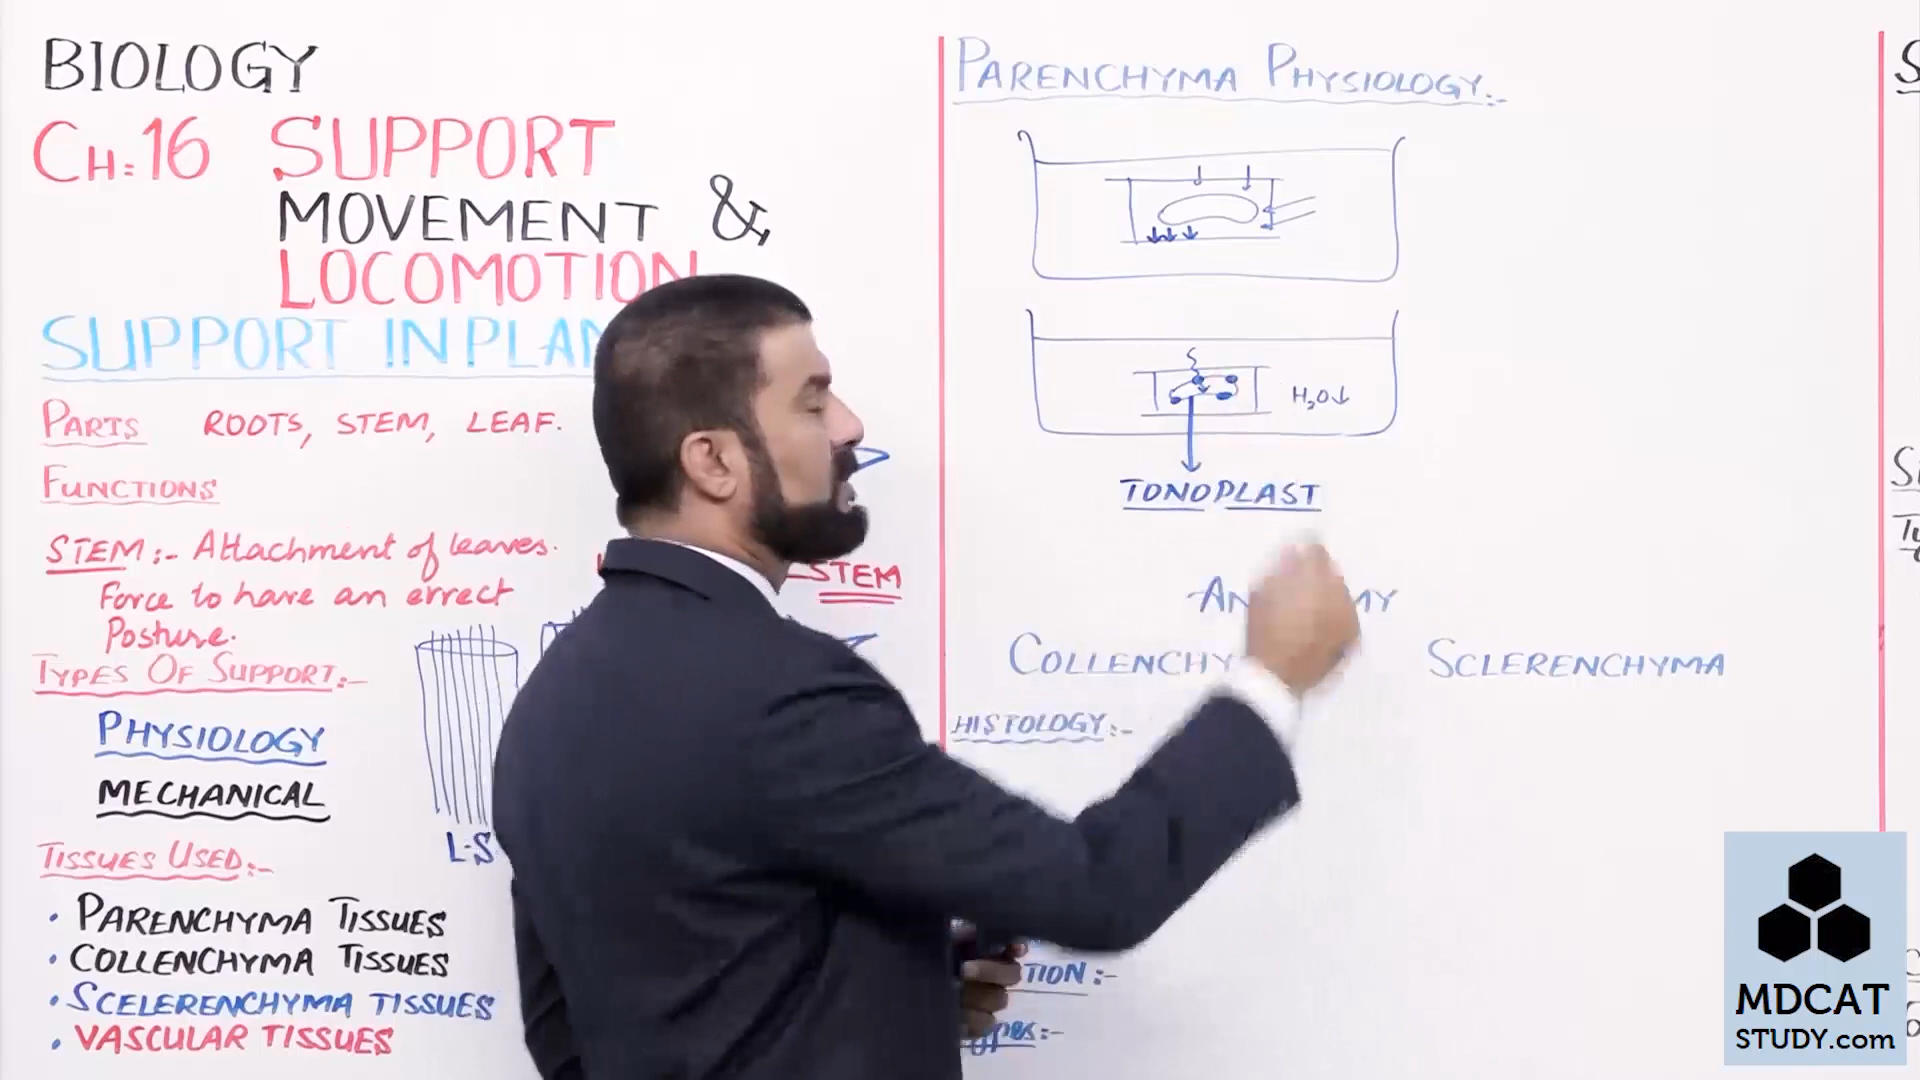 BIOLOGY
CH:16 SUPPORT
MOVEMENT &
LOCOMOTION
SUPPORT IN PLAN
PARTS ROOTS, STEM, LEAF.
FUNCTIONS
STEM:- Attachment of leaves.
Force to have an errect
Posture.
TYPES OF SUPPORT:-
PHYSIOLOGY
MECHANICAL
TISSUES USED:-
• PARENCHYMA TISSUES
• COLLENCHYMA TISSUES
• SCELERENCHYMA TISSUES
• VASCULAR TISSUES
STEM
L-S
PARENCHYMA PHYSIOLOGY:-
H₂O↓
TONOPLAST
COLLENCHY
SCLERENCHYMA
HISTOLOGY:-
TION:-
MDCAT
STUDY.com